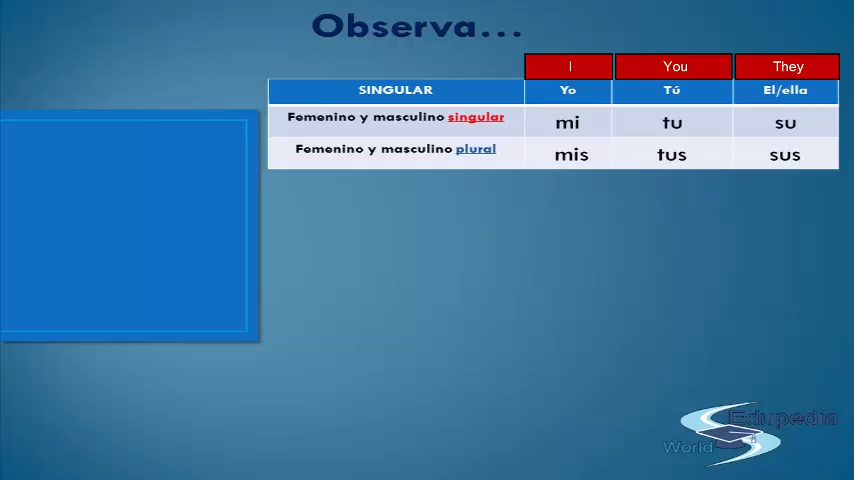 Observa...
I You They
SINGULAR Yo Tú El/ella
Femenino y masculino singular mi tu su
Femenino y masculino plural mis tus sus
Edupedia
World